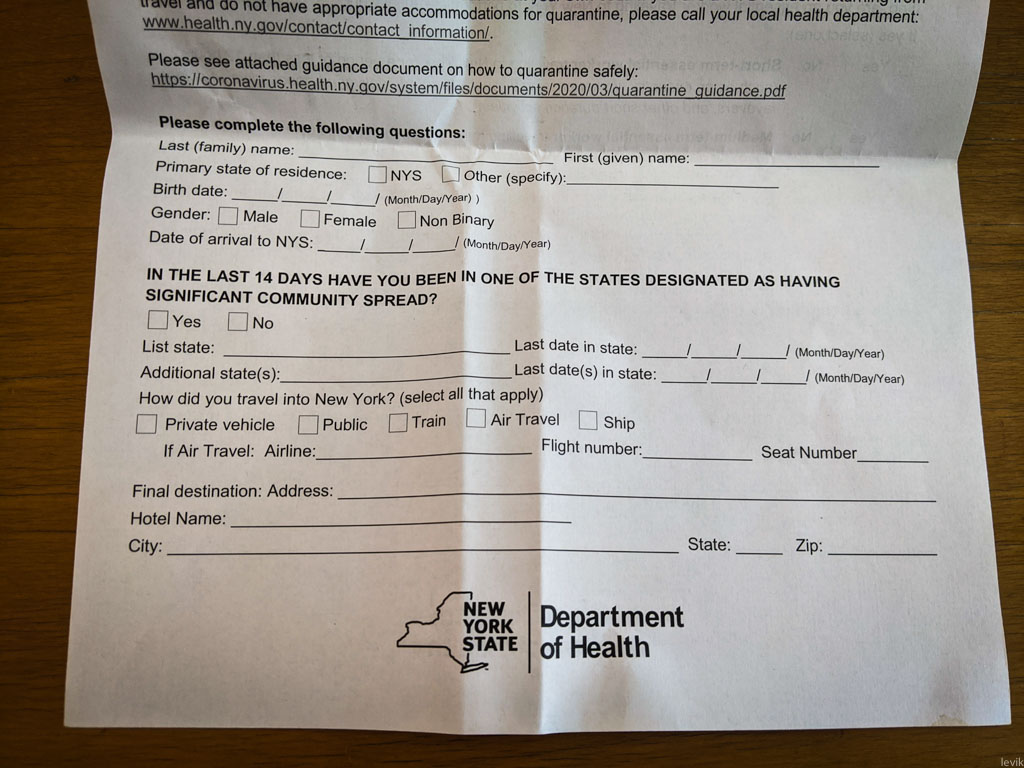 travel and do not have appropriate accommodations for quarantine, please call your local health department:
www.health.ny.gov/contact/contact_information/.
Please see attached guidance document on how to quarantine safely:
https://coronavirus.health.ny.gov/system/files/documents/2020/03/quarantine_guidance.pdf
Please complete the following questions:
Last (family) name: First (given) name:
Primary state of residence: NYS Other (specify):
Birth date: / / / (Month/Day/Year) )
Gender: Male Female Non Binary
Date of arrival to NYS: / / / (Month/Day/Year)
IN THE LAST 14 DAYS HAVE YOU BEEN IN ONE OF THE STATES DESIGNATED AS HAVING
SIGNIFICANT COMMUNITY SPREAD?
Yes No
List state: Last date in state: / / / (Month/Day/Year)
Additional state(s): Last date(s) in state: / / / (Month/Day/Year)
How did you travel into New York? (select all that apply)
Private vehicle Public Train Air Travel Ship
If Air Travel: Airline: Flight number: Seat Number
Final destination: Address:
Hotel Name:
City: State: Zip:
NEW
YORK
STATE
Department
of Health
levik